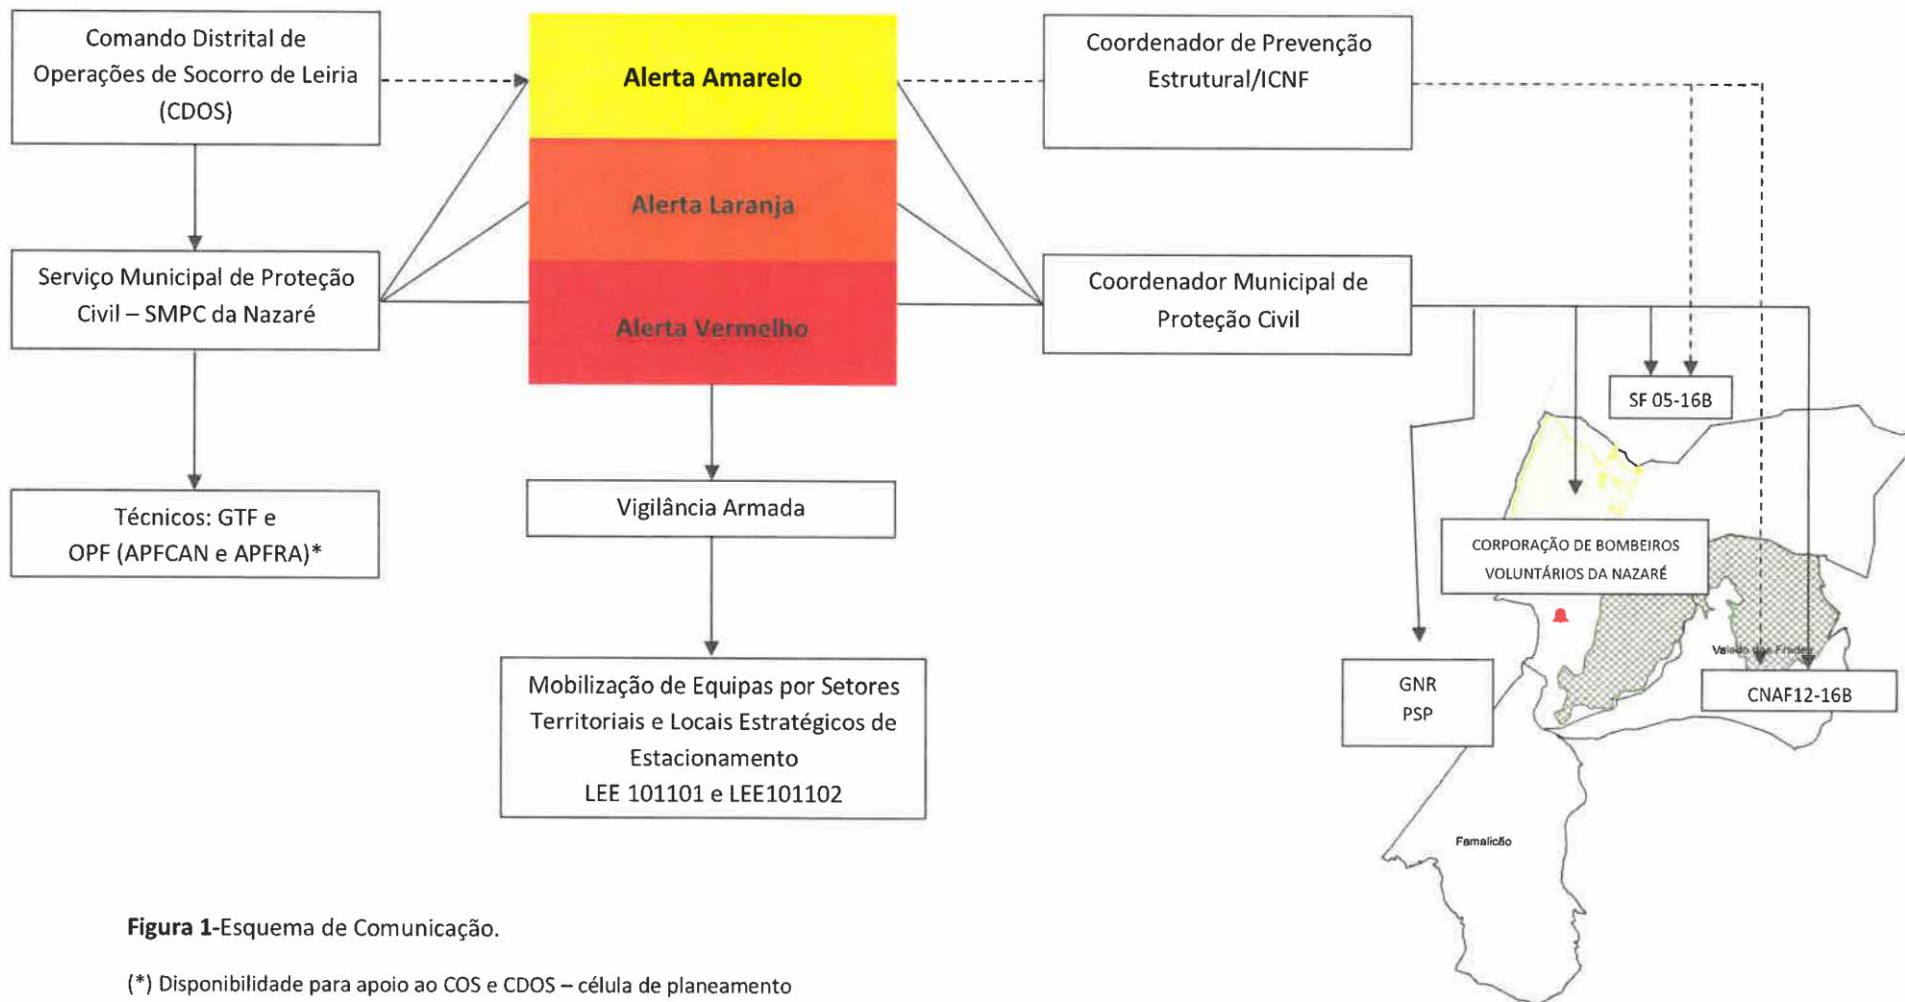 Comando Distrital de
Operações de Socorro de Leiria
(CDOS)
Alerta Amarelo
Coordenador de Prevenção
Estrutural/ICNF
Alerta Laranja
Serviço Municipal de Proteção
Civil – SMPC da Nazaré
Alerta Vermelho
Coordenador Municipal de
Proteção Civil
SF 05-16B
Técnicos: GTF e
OPF (APFCAN e APFRA)*
Vigilância Armada
CORPORAÇÃO DE BOMBEIROS
VOLUNTÁRIOS DA NAZARÉ
Valado dos Frades
GNR
PSP
CNAF12-16B
Mobilização de Equipas por Setores
Territoriais e Locais Estratégicos de
Estacionamento
LEE 101101 e LEE101102
Famalicão
Figura 1-Esquema de Comunicação.
(*) Disponibilidade para apoio ao COS e CDOS – célula de planeamento